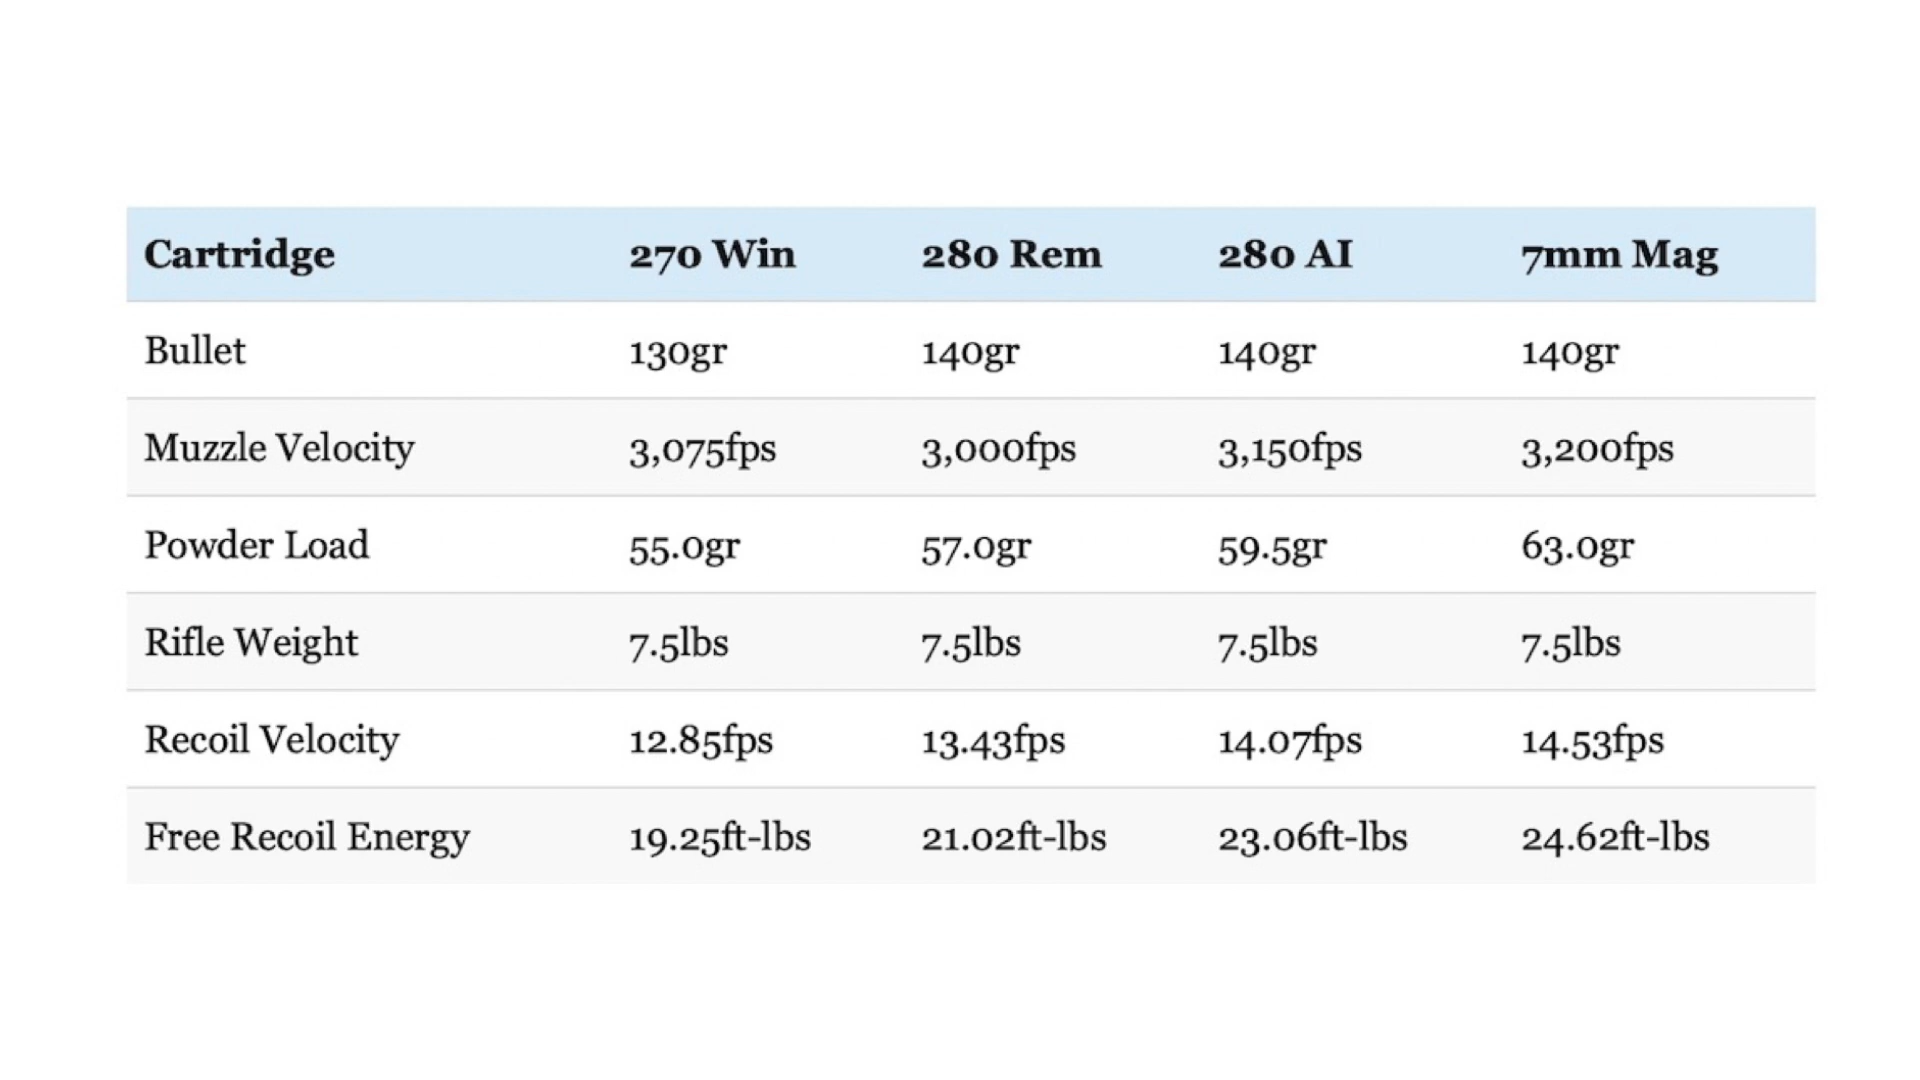 Cartridge 270 Win 280 Rem 280 AI 7mm Mag
Bullet 130gr 140gr 140gr 140gr
Muzzle Velocity 3,075fps 3,000fps 3,150fps 3,200fps
Powder Load 55.0gr 57.0gr 59.5gr 63.0gr
Rifle Weight 7.5lbs 7.5lbs 7.5lbs 7.5lbs
Recoil Velocity 12.85fps 13.43fps 14.07fps 14.53fps
Free Recoil Energy 19.25ft-lbs 21.02ft-lbs 23.06ft-lbs 24.62ft-lbs